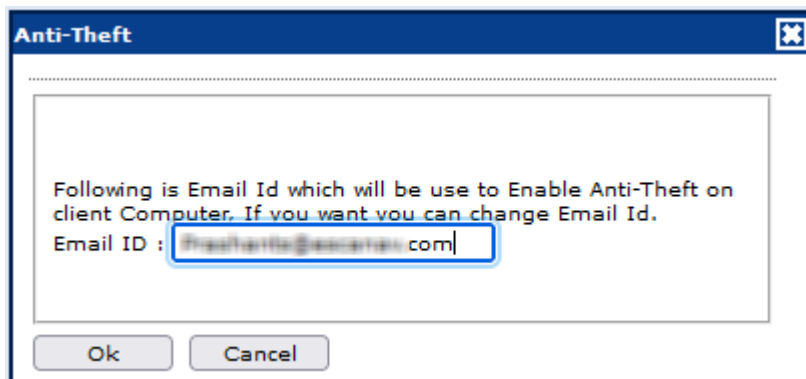 Anti-Theft
Following is Email Id which will be use to Enable Anti-Theft on
client Computer. If you want you can change Email Id.
Email ID : .com
Ok Cancel